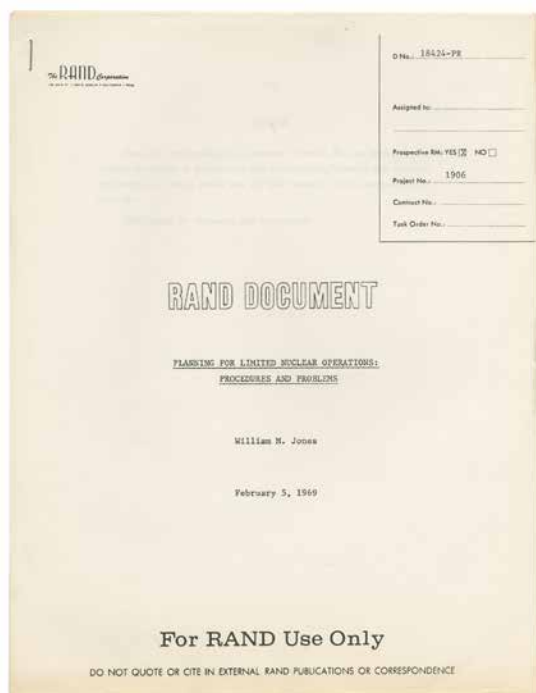 The RAND Corporation
D No.: 18424-PR
Assigned to:
Prospective RM: YES ☒ NO ☐
Project No.: 1906
Contract No.:
Task Order No.:
RAND DOCUMENT
PLANNING FOR LIMITED NUCLEAR OPERATIONS:
PROCEDURES AND PROBLEMS
William M. Jones
February 5, 1969
For RAND Use Only
DO NOT QUOTE OR CITE IN EXTERNAL RAND PUBLICATIONS OR CORRESPONDENCE